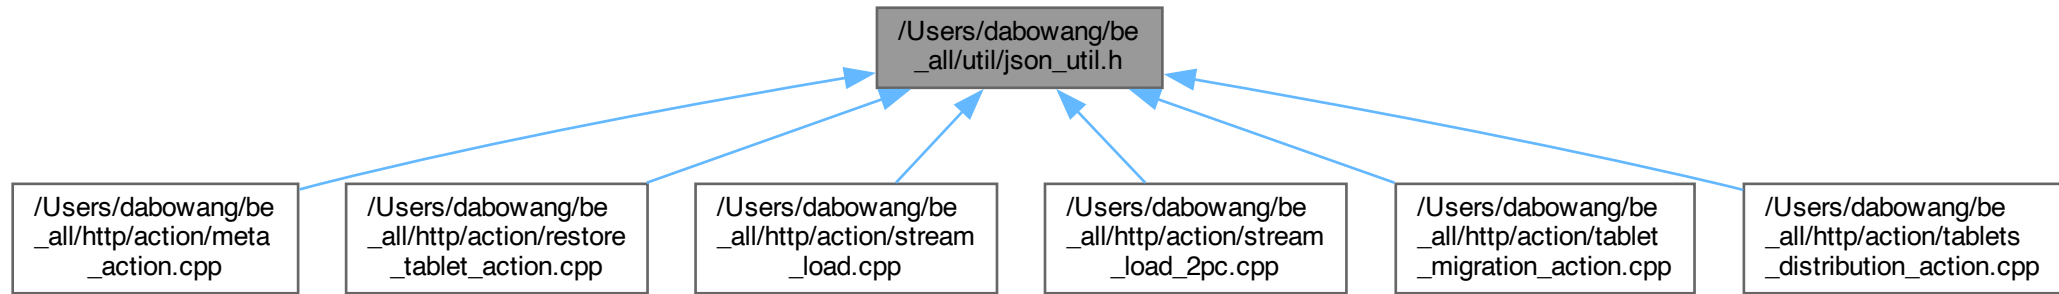 /Users/dabowang/be
_all/util/json_util.h
/Users/dabowang/be
_all/http/action/meta
_action.cpp
/Users/dabowang/be
_all/http/action/restore
_tablet_action.cpp
/Users/dabowang/be
_all/http/action/stream
_load.cpp
/Users/dabowang/be
_all/http/action/stream
_load_2pc.cpp
/Users/dabowang/be
_all/http/action/tablet
_migration_action.cpp
/Users/dabowang/be
_all/http/action/tablets
_distribution_action.cpp